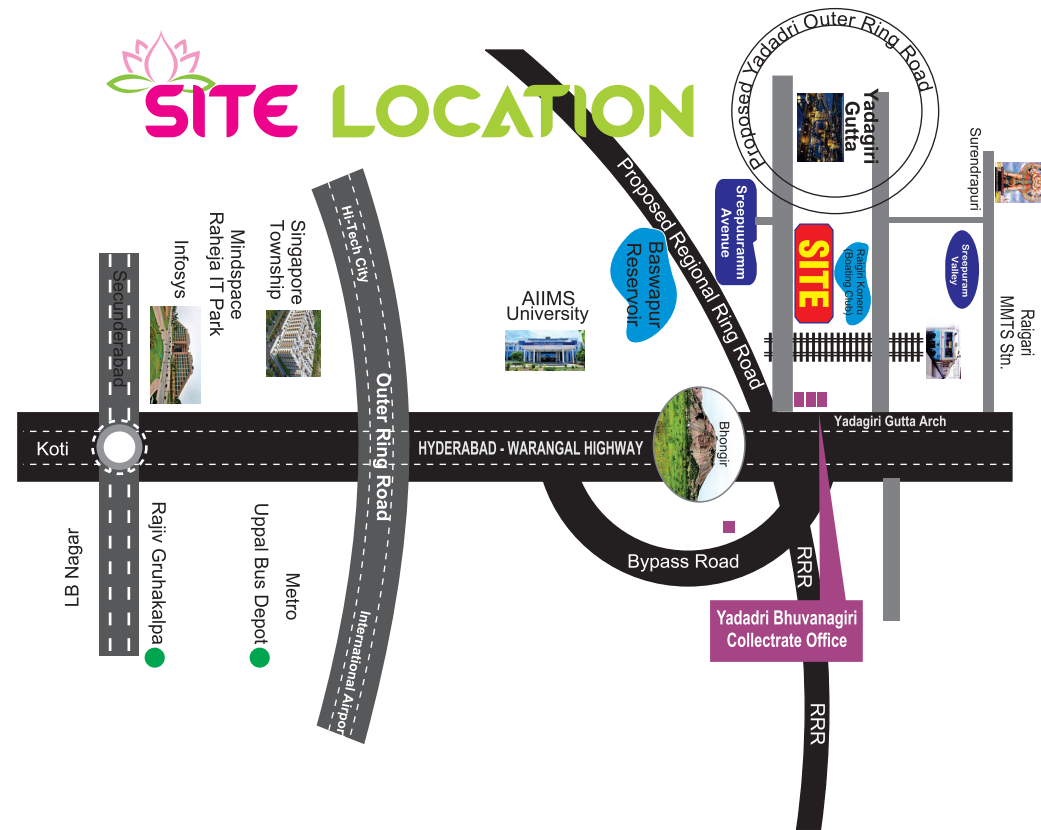 SITE LOCATION
Proposed Yadadri Outer Ring Road
Yadagiri
Gutta
Surendrapuri
Proposed Regional Ring Road
Sreepuuramm
Avenue
SITE
Raigiri Koneru
(Boating Club)
Sreepuram
Valley
Raigari
MMTS Stn.
Baswapur
Reservoir
AIIMS
University
Hi-Tech City
Singapore
Township
Mindspace
Raheja IT Park
Infosys
Secunderabad
Outer Ring Road
Koti
HYDERABAD - WARANGAL HIGHWAY
Bhongir
Yadagiri Gutta Arch
LB Nagar
Rajiv Gruhakalpa
Uppal Bus Depot
Metro
International Airpor
Bypass Road
RRR
Yadadri Bhuvanagiri
Collectrate Office
RRR